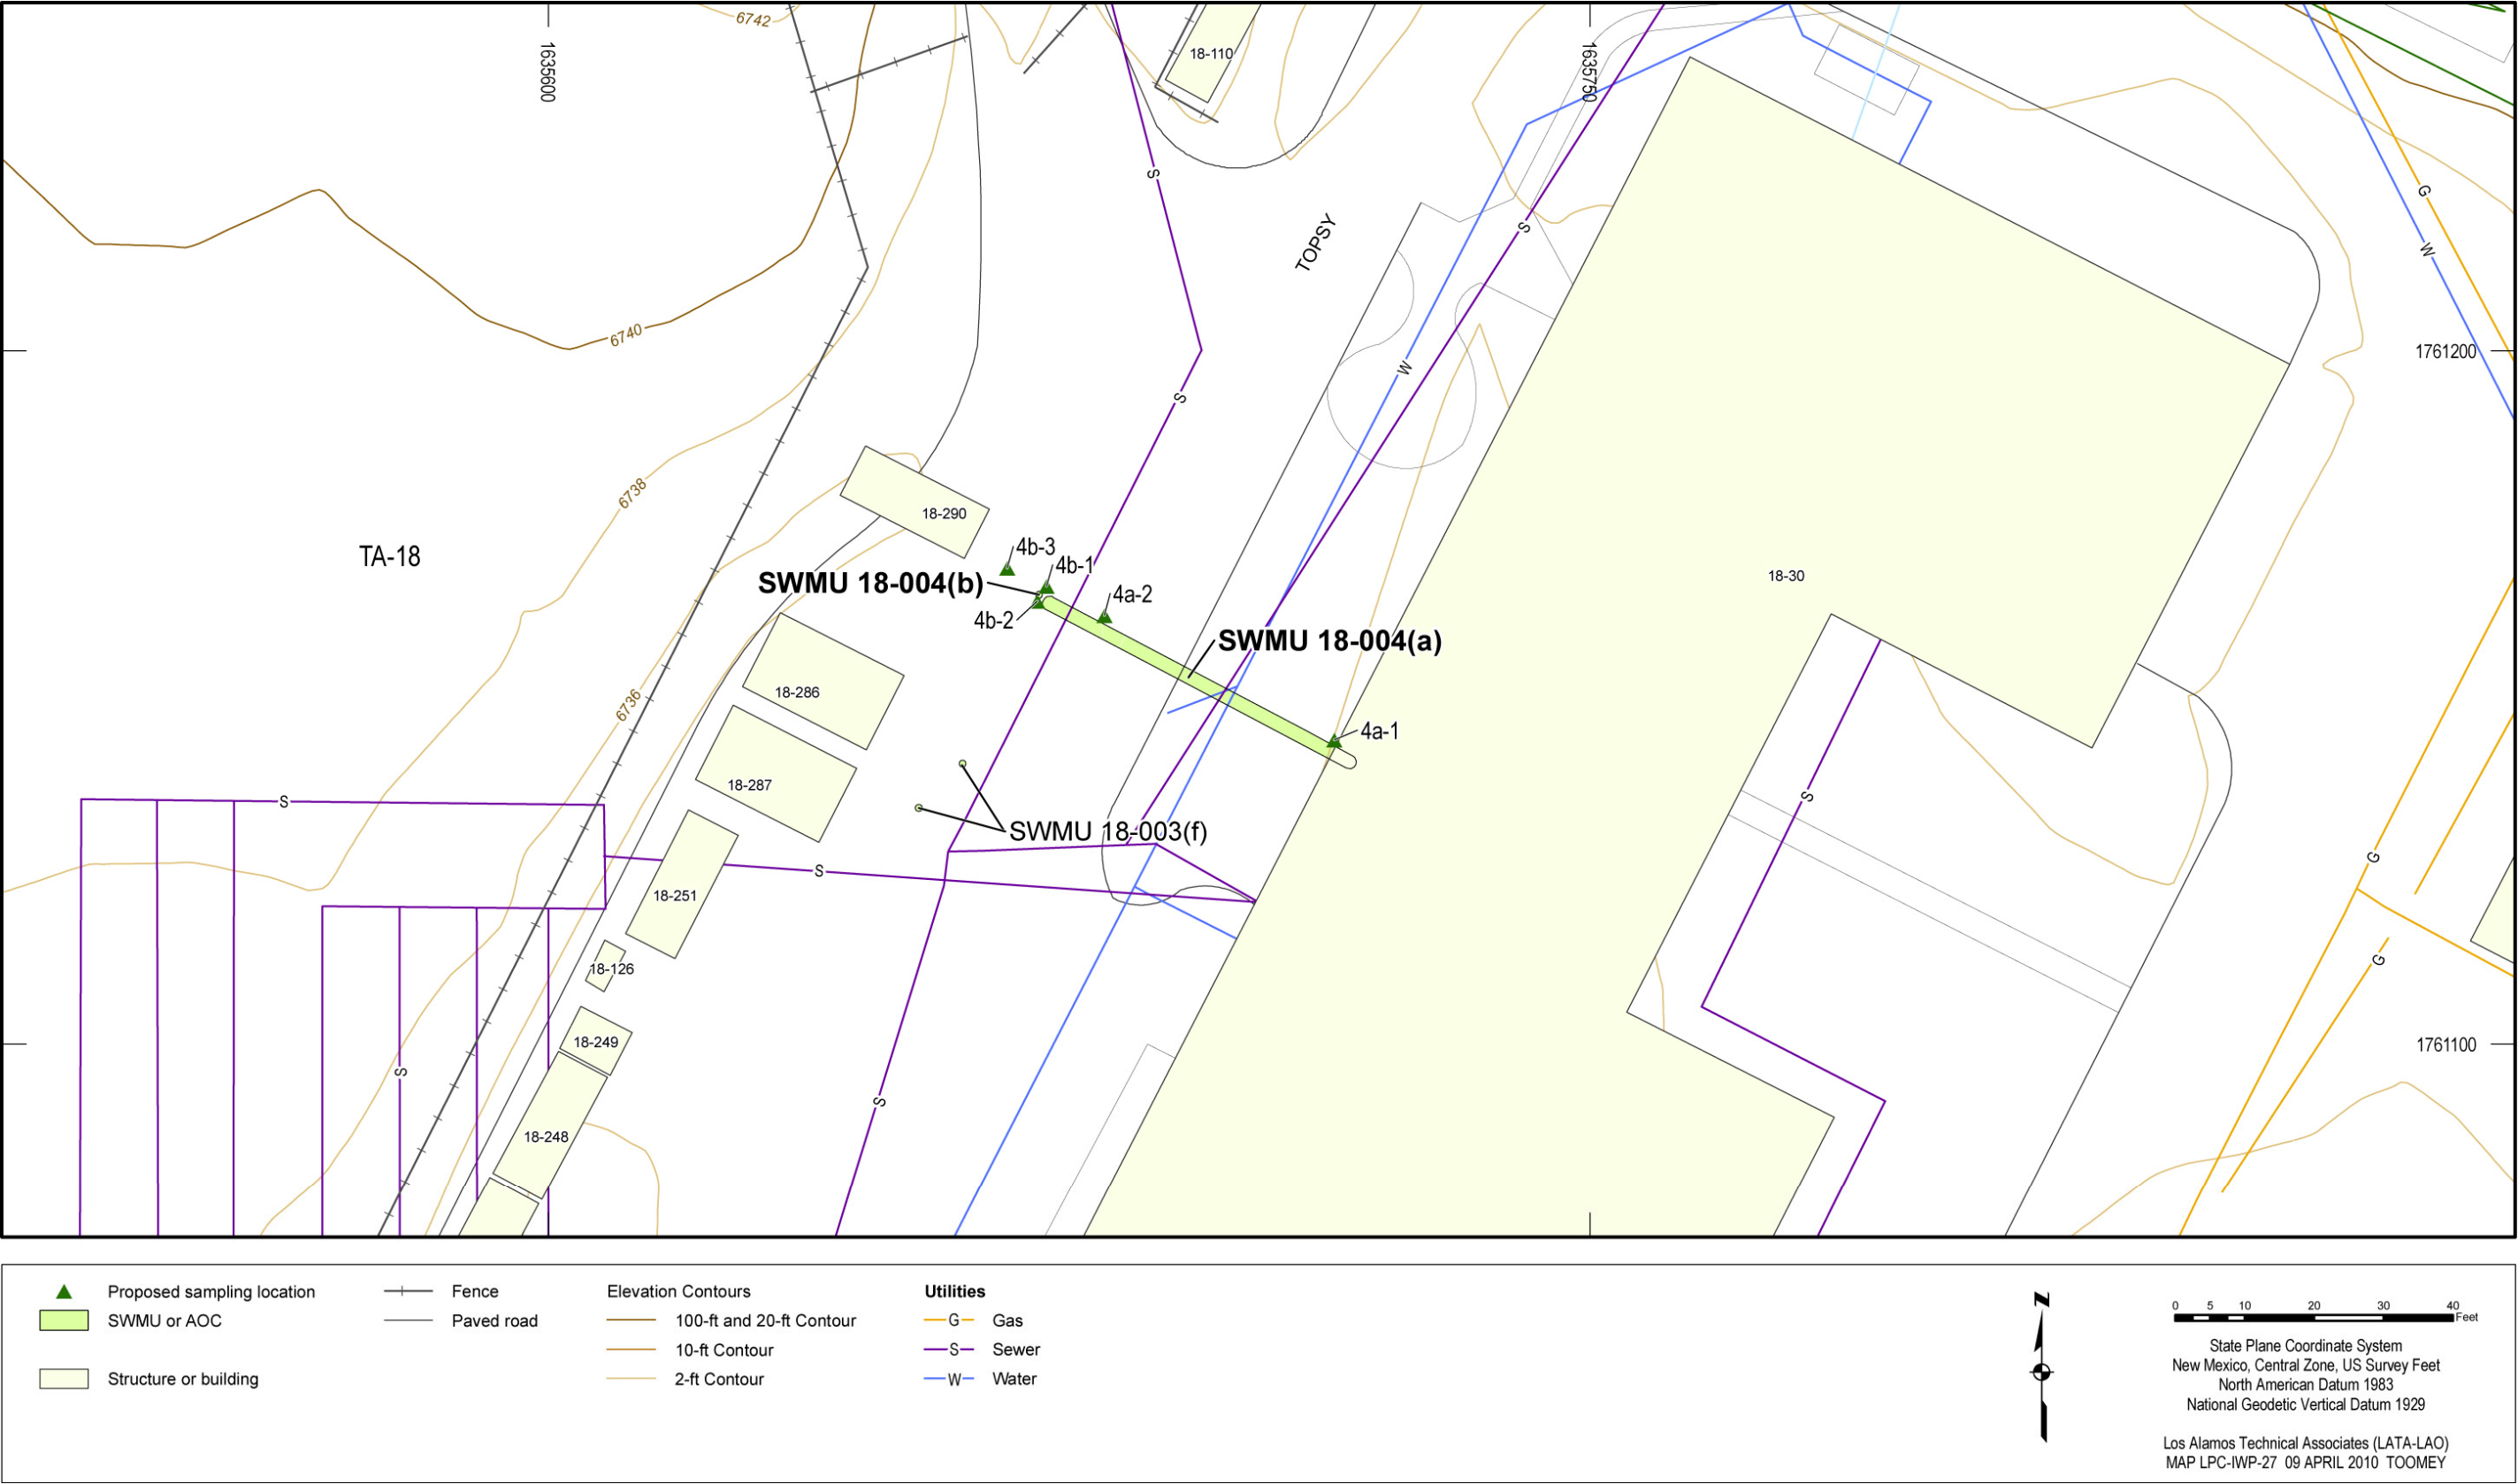 6742
1635600
18-110
1635750
S
TOPSY
S
G
W
6740
W
1761200
S
6738
18-290
TA-18
4b-3
4b-1
SWMU 18-004(b)
4a-2
4b-2
18-30
SWMU 18-004(a)
18-286
6736
4a-1
18-287
S
S
SWMU 18-003(f)
G
S
18-251
G
18-126
18-249
1761100
S
S
18-248
Proposed sampling location
SWMU or AOC
Structure or building
Fence
Paved road
Elevation Contours
100-ft and 20-ft Contour
10-ft Contour
2-ft Contour
Utilities
G Gas
S Sewer
W Water
N
0 5 10 20 30 40
Feet
State Plane Coordinate System
New Mexico, Central Zone, US Survey Feet
North American Datum 1983
National Geodetic Vertical Datum 1929
Los Alamos Technical Associates (LATA-LAO)
MAP LPC-IWP-27 09 APRIL 2010 TOOMEY